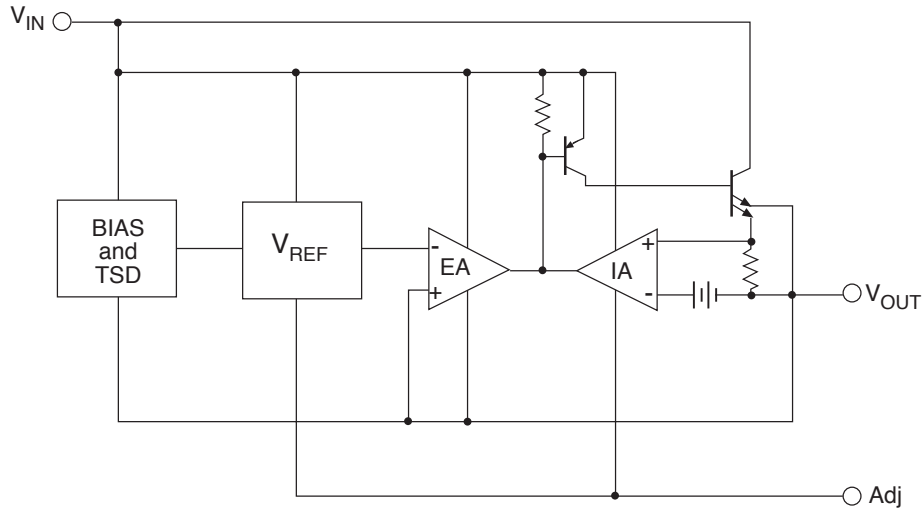 VIN
BIAS
and
TSD
VREF
-
+
EA
IA
+
-
VOUT
Adj